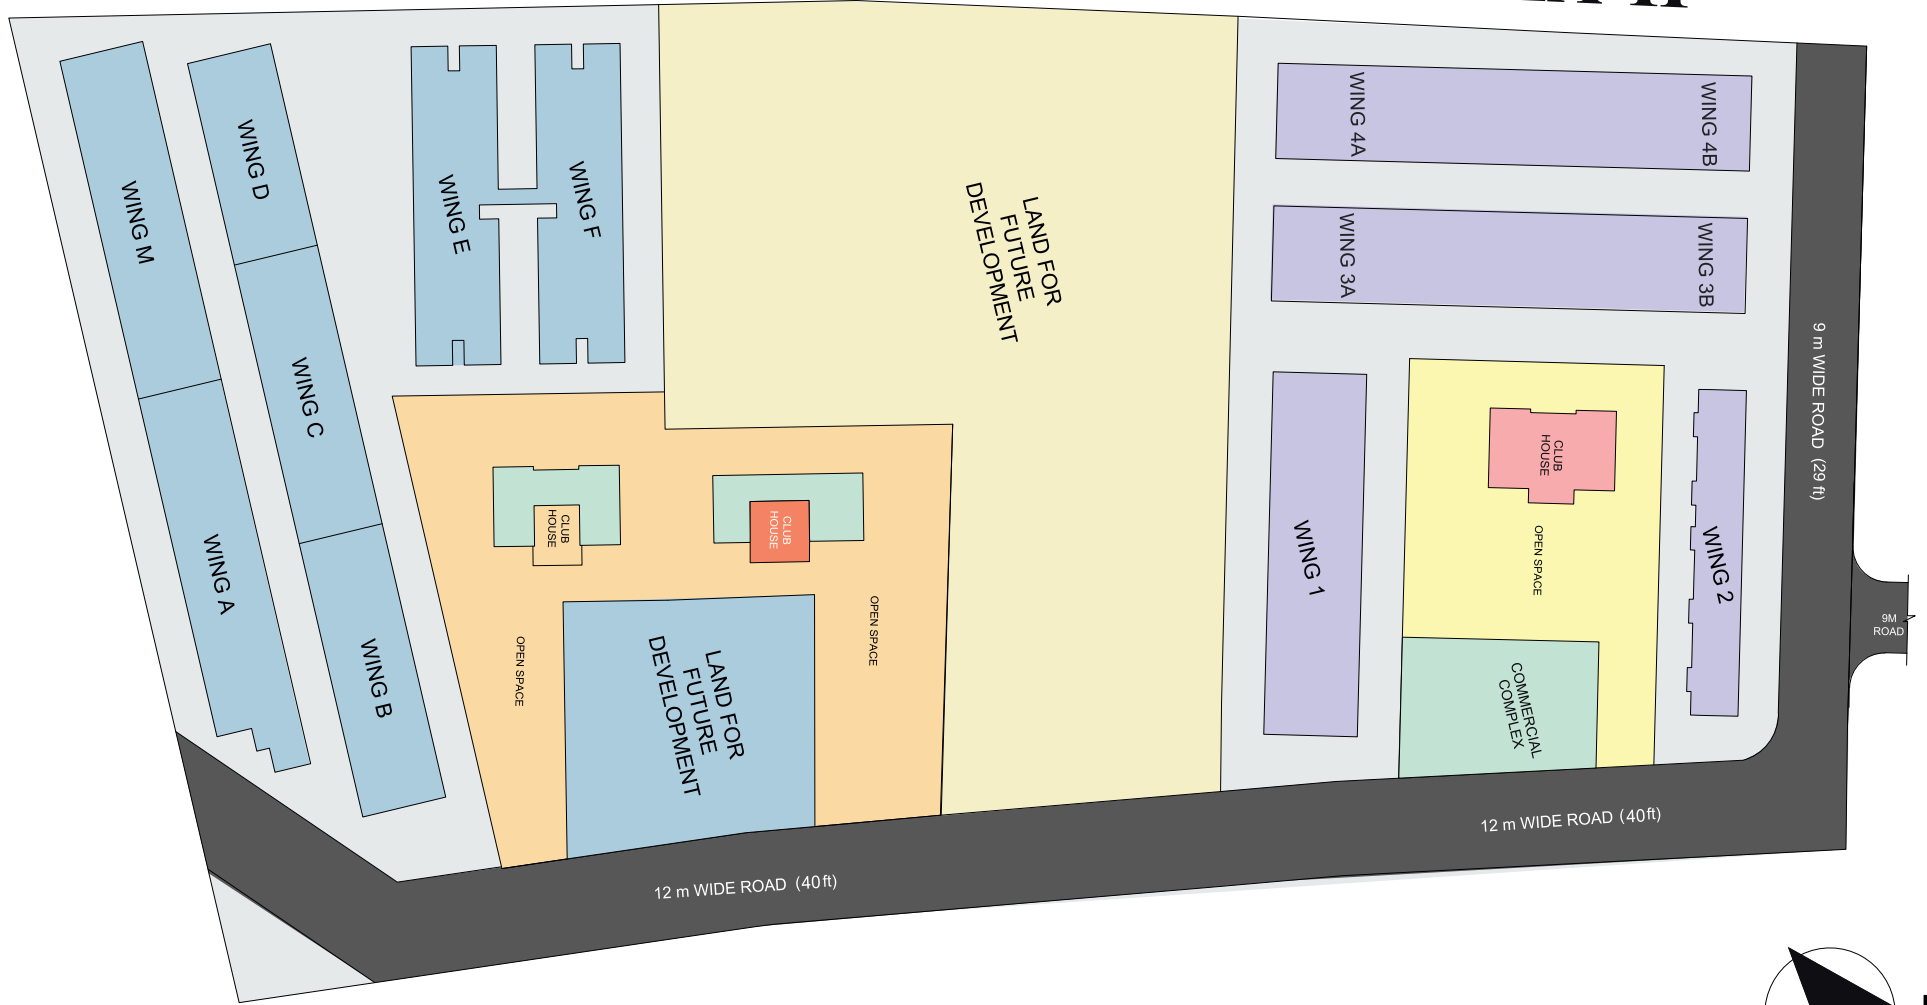 WING M
WING D
WING E
WING F
WING C
WING A
WING B
LAND FOR
FUTURE
DEVELOPMENT
WING 4A
WING 4B
WING 3A
WING 3B
9 m WIDE ROAD (29 ft)
CLUB
HOUSE
CLUB
HOUSE
OPEN SPACE
OPEN SPACE
LAND FOR
FUTURE
DEVELOPMENT
WING 1
CLUB
HOUSE
OPEN SPACE
WING 2
COMMERCIAL
COMPLEX
9M
ROAD
12 m WIDE ROAD (40ft)
12 m WIDE ROAD (40ft)